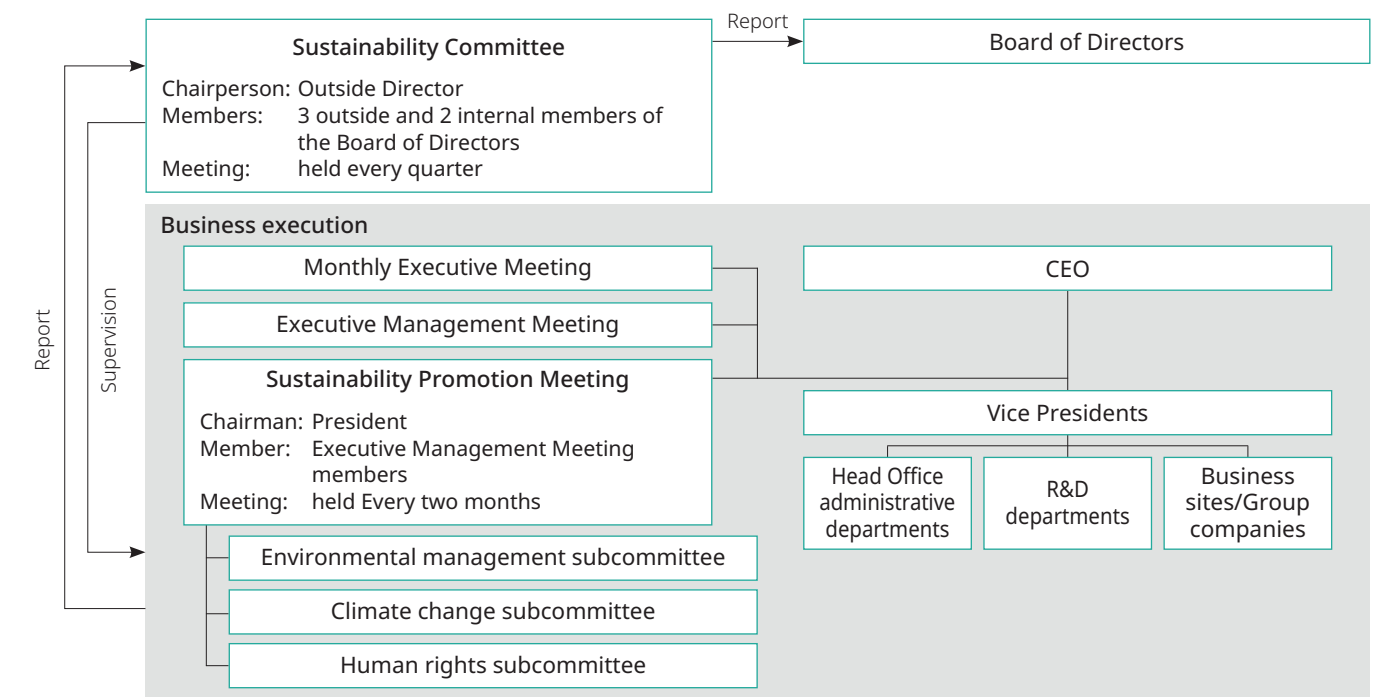 Report
Sustainability Committee
Chairperson: Outside Director
Members: 3 outside and 2 internal members of
the Board of Directors
Meeting: held every quarter
Board of Directors
Report
Supervision
Business execution
Monthly Executive Meeting
Executive Management Meeting
Sustainability Promotion Meeting
Chairman: President
Member: Executive Management Meeting
members
Meeting: held Every two months
Environmental management subcommittee
Climate change subcommittee
Human rights subcommittee
CEO
Vice Presidents
Head Office
administrative
departments
R&D
departments
Business
sites/Group
companies